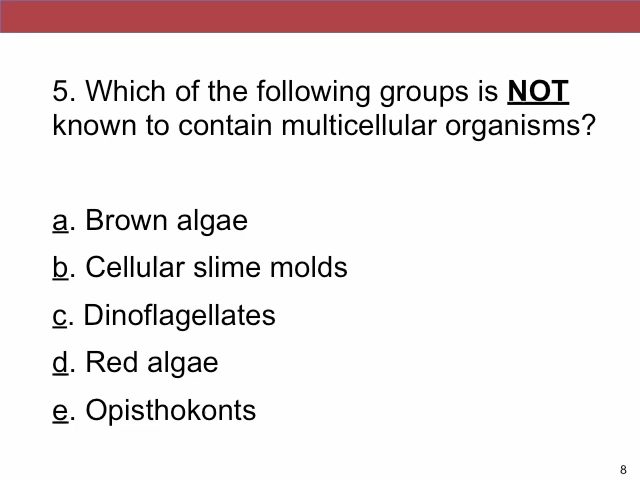 5. Which of the following groups is NOT
known to contain multicellular organisms?
a. Brown algae
b. Cellular slime molds
c. Dinoflagellates
d. Red algae
e. Opisthokonts
8